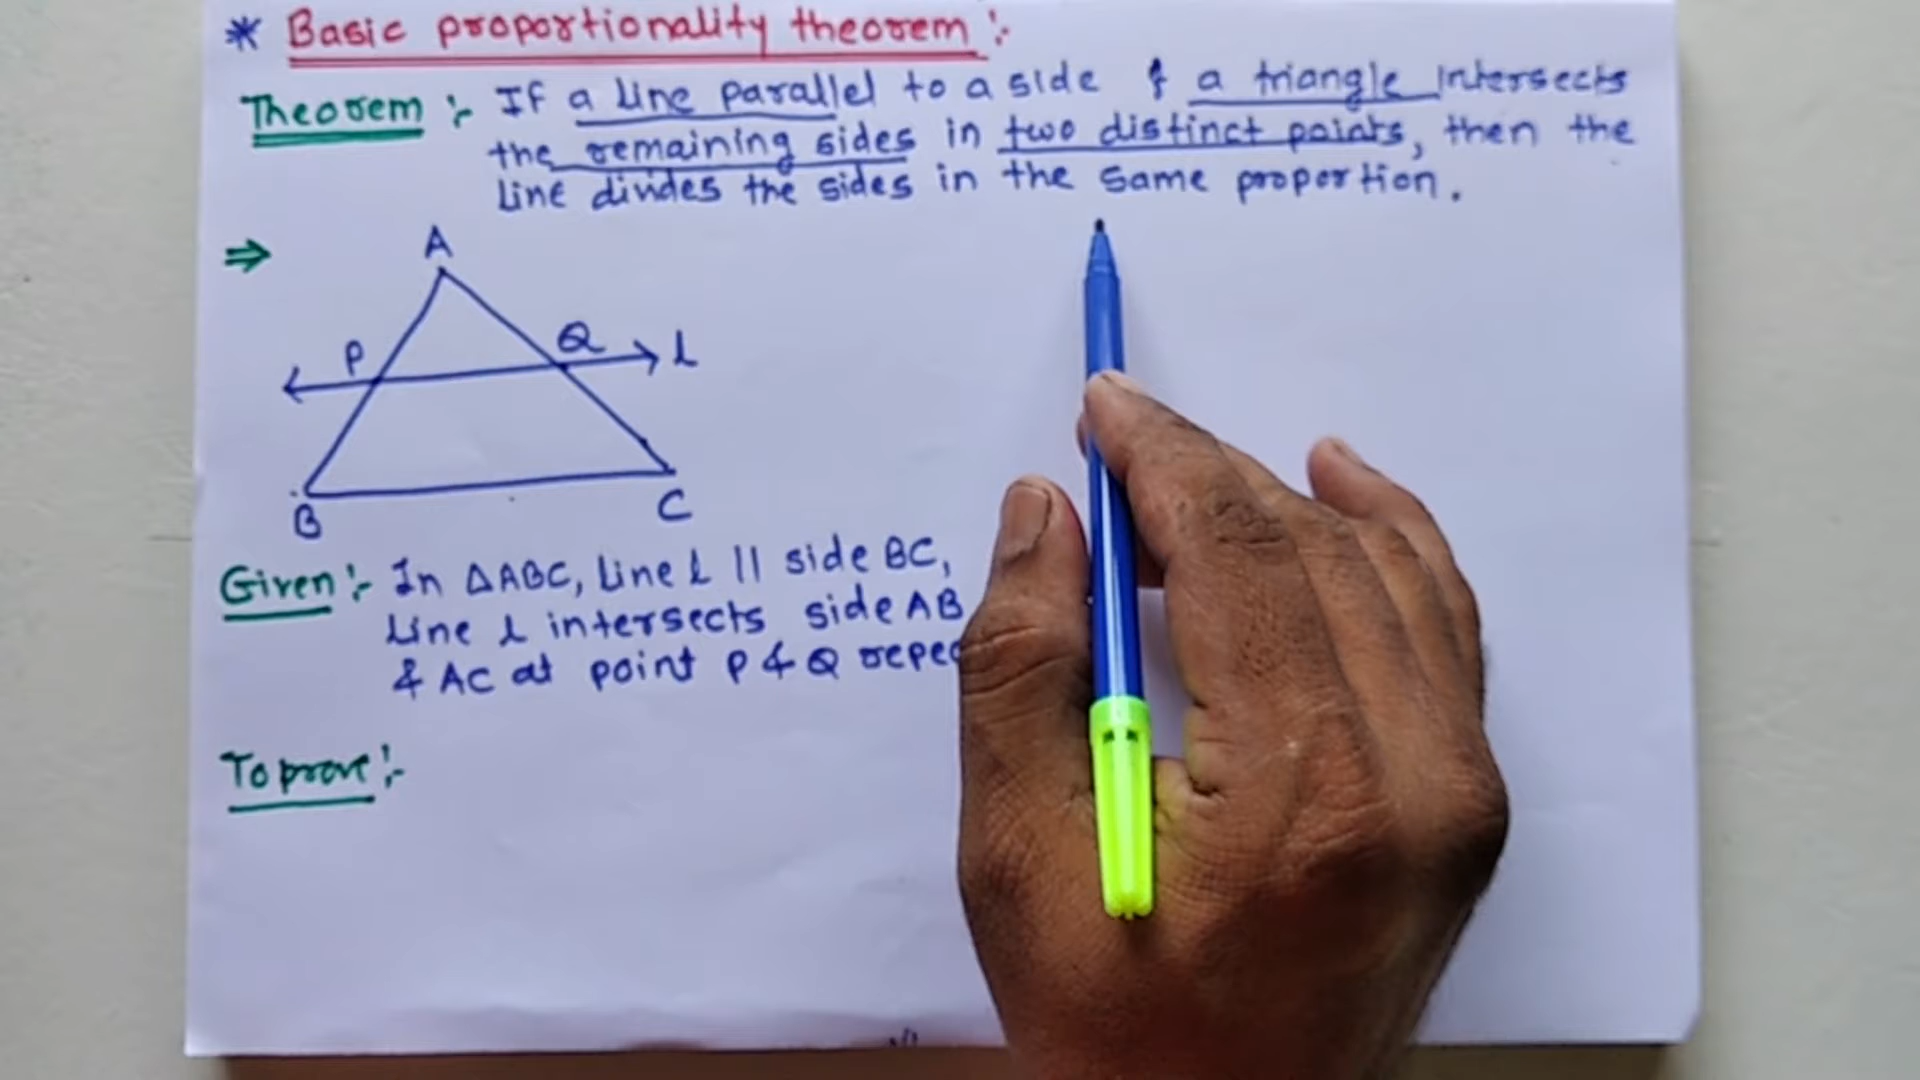 * Basic proportionality theorem :-
Theorem :- If a line parallel to a side f a triangle intersects
the remaining sides in two distinct points, then the
line divides the sides in the same proportion.
⇒
A
P Q l
B C
Given :- In ΔABC, Line l || side BC,
Line l intersects side AB
& AC at point P & Q
To prove :-